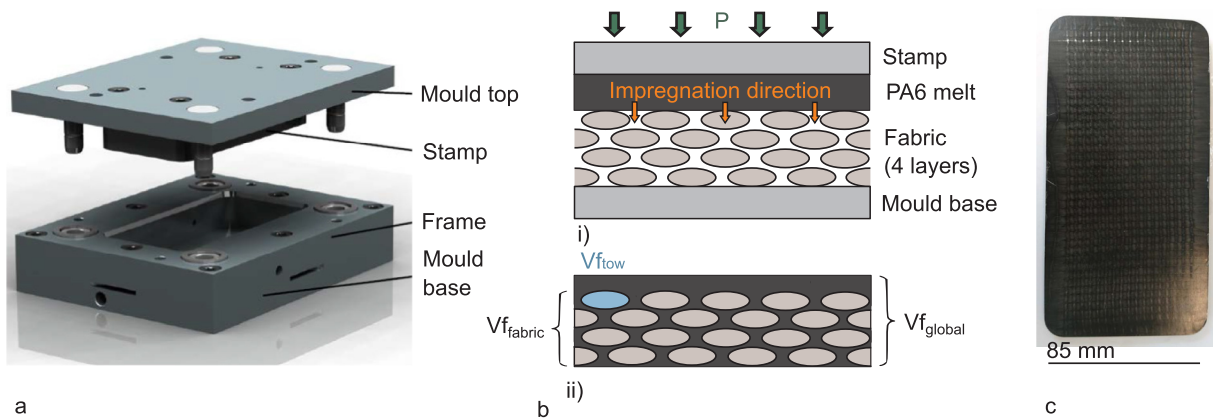 Mould top
Stamp
Frame
Mould
base
a
P
Stamp
Impregnation direction
PA6 melt
Fabric
(4 layers)
Mould base
i)
Vftow
Vffabric
Vfglobal
ii)
b
85 mm
c